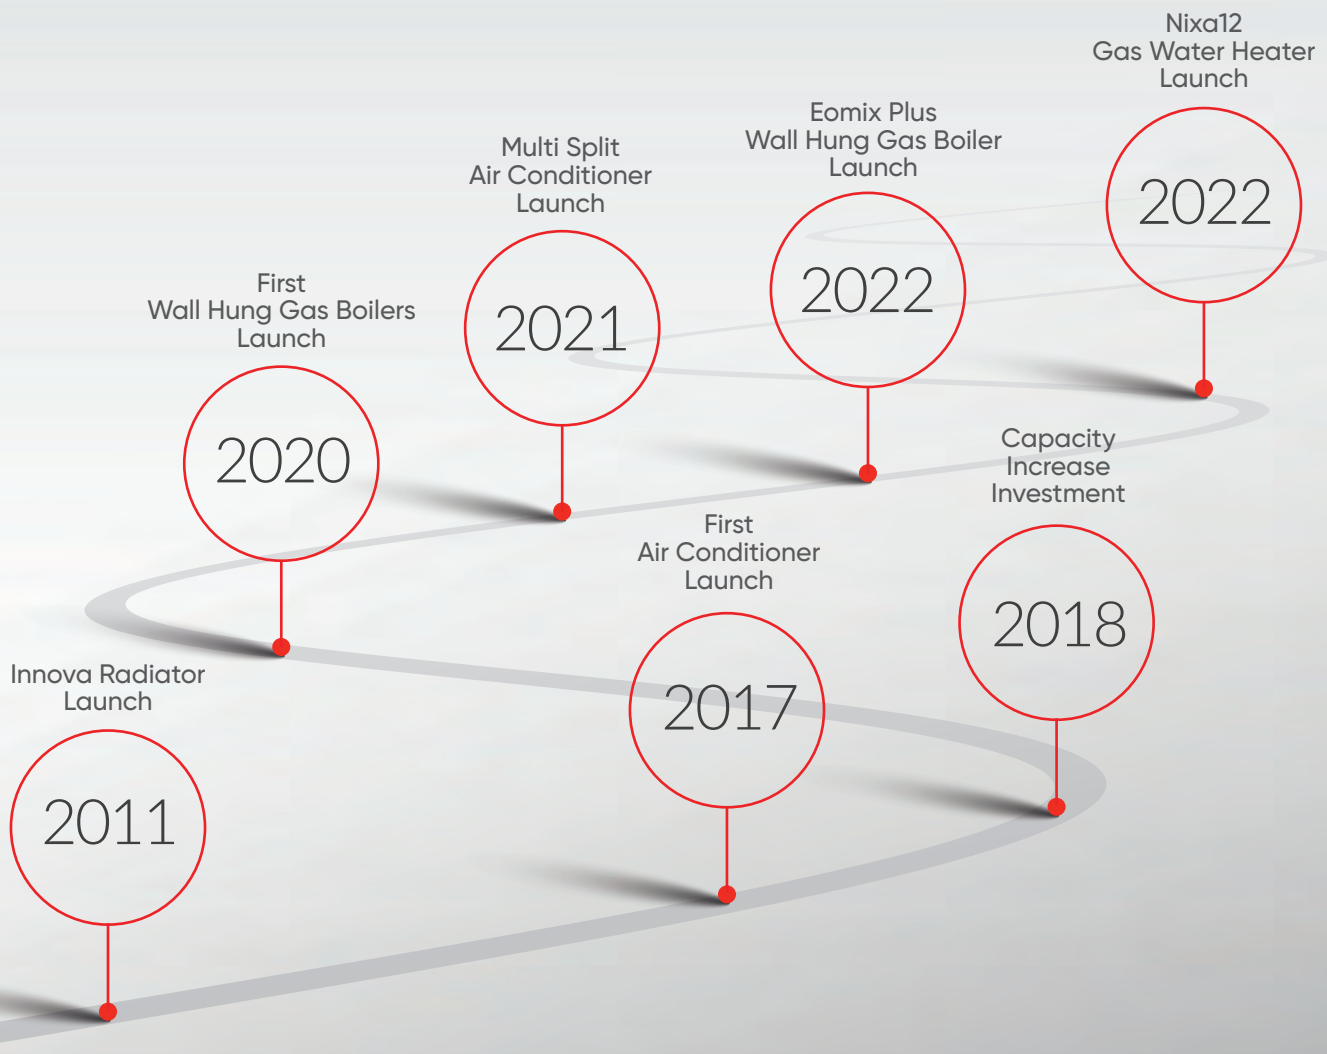 Nixa12
Gas Water Heater
Launch
2022
Eomix Plus
Wall Hung Gas Boiler
Launch
2022
Multi Split
Air Conditioner
Launch
2021
First
Wall Hung Gas Boilers
Launch
2020
Capacity
Increase
Investment
2018
First
Air Conditioner
Launch
2017
Innova Radiator
Launch
2011